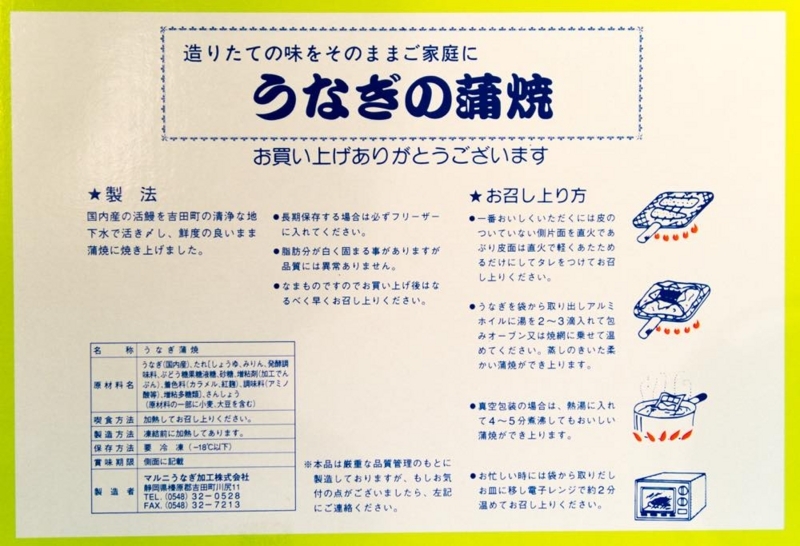 造りたての味をそのままご家庭に
うなぎの蒲焼
お買い上げありがとうございます
★製 法
国内産の活鰻を吉田町の清浄な地
下水で活き〆し、鮮度の良いまま
蒲焼に焼き上げました。
●長期保存する場合は必ずフリーザー
に入れてください。
●脂肪分が白く固まる事がありますが
品質には異常ありません。
●なまものですのでお買い上げ後はな
るべく早くお召し上りください。
★お召し上り方
●一番おいしくいただくには皮の
ついていない側片面を直火であ
ぶり皮面は直火で軽くあたため
るだけにしてタレをつけてお召
し上りください。
●うなぎを袋から取り出しアルミ
ホイルに湯を2〜3滴入れて包
みオーブン又は焼網に乗せて温
めてください。蒸しのきいた柔
かい蒲焼ができ上ります。
●真空包装の場合は、熱湯に入れ
て4〜5分煮沸してもおいしい
蒲焼ができ上ります。
●お忙しい時には袋から取りだし
お皿に移し電子レンジで約2分
温めてお召し上りください。
名 称 うなぎ蒲焼
原材料名 うなぎ(国内産)、たれ〔しょうゆ、みりん、発酵調
味料、ぶどう糖果糖液糖、砂糖、増粘剤(加工でん
ぷん)、着色料(カラメル、紅麹)、調味料(アミノ
酸等)、増粘多糖類〕、さんしょう
(原材料の一部に小麦、大豆を含む)
喫食方法 加熱してお召し上りください。
製造方法 凍結前に加熱してあります。
保存方法 要 冷 凍 (−18℃以下)
賞味期限 側面に記載
製造者 マルニうなぎ加工株式会社
静岡県榛原郡吉田町川尻11
TEL.(0548)32-0528
FAX.(0548)32-7213
※本品は厳重な品質管理のもとに
製造しておりますが、もしお気
付の点がございましたら、左記
にご連絡ください。